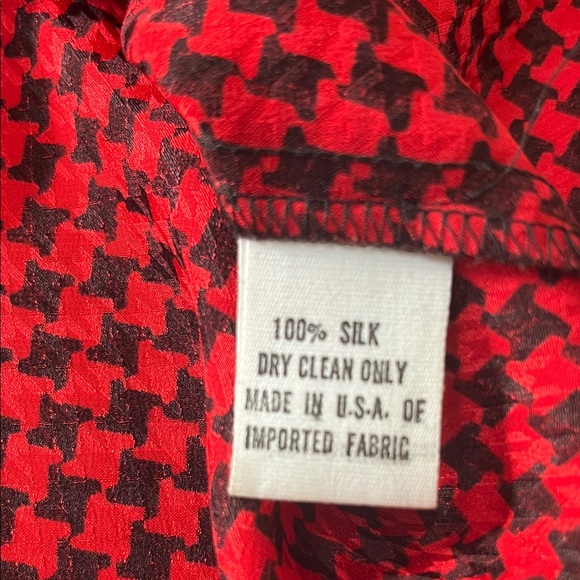 100% SILK
DRY CLEAN ONLY
MADE IN U.S.A. OF
IMPORTED FABRIC